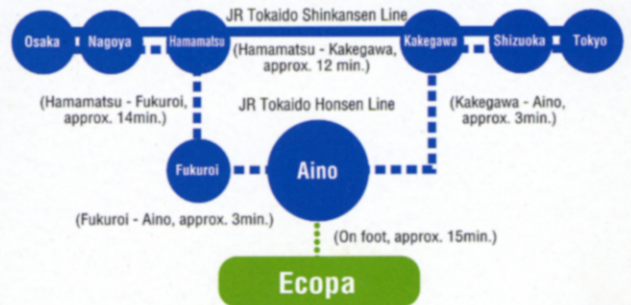 JR Tokaido Shinkansen Line
Osaka
Nagoya
Hamamatsu
(Hamamatsu - Kakegawa,
approx. 12 min.)
Kakegawa
Shizuoka
Tokyo
(Hamamatsu - Fukuroi,
approx. 14min.)
JR Tokaido Honsen Line
(Kakegawa - Aino,
approx. 3min.)
Fukuroi
Aino
(Fukuroi - Aino, approx. 3min.)
(On foot, approx. 15min.)
Ecopa